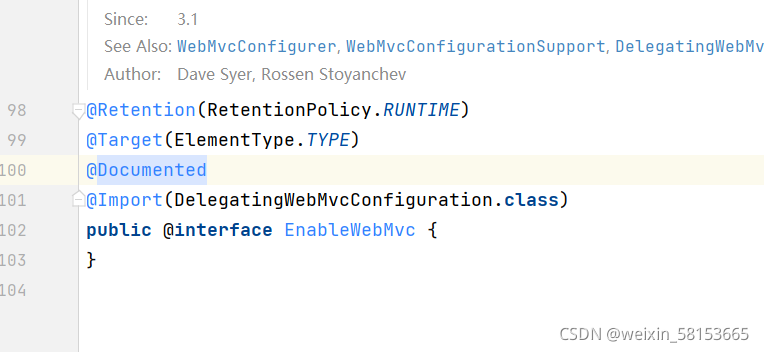 Since: 3.1
See Also: WebMvcConfigurer, WebMvcConfigurationSupport, DelegatingWebMv
Author: Dave Syer, Rossen Stoyanchev
98 @Retention(RetentionPolicy.RUNTIME)
99 @Target(ElementType.TYPE)
100 @Documented
101 @Import(DelegatingWebMvcConfiguration.class)
102 public @interface EnableWebMvc {
103 }
104
CSDN @weixin_58153665